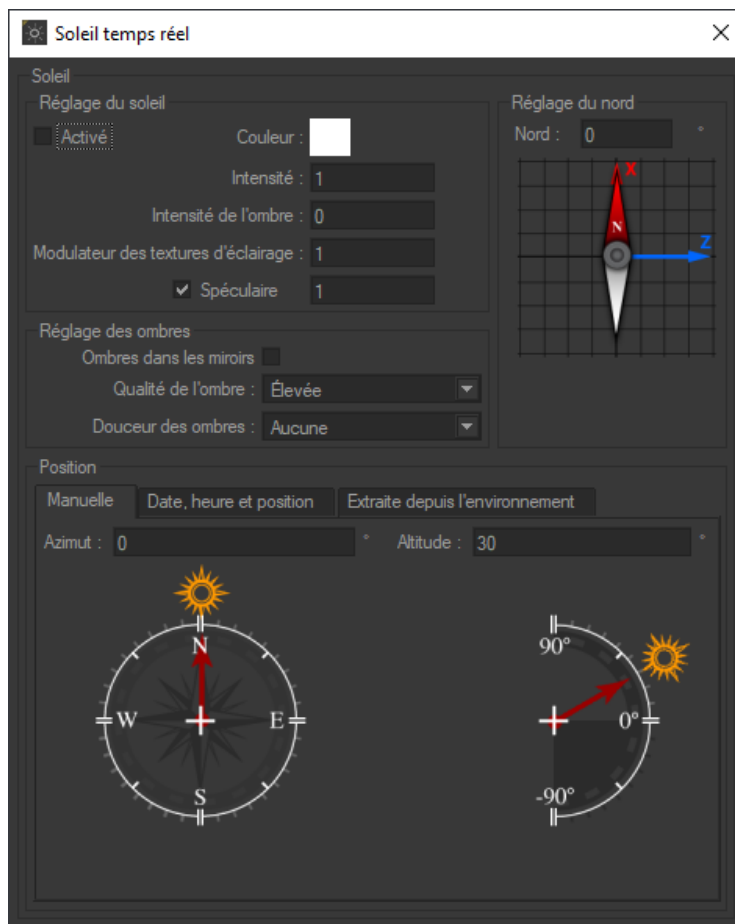 Soleil temps réel
Soleil
Réglage du soleil
Activé
Couleur :
Intensité : 1
Intensité de l'ombre : 0
Modulateur des textures d'éclairage : 1
Spéculaire 1
Réglage du nord
Nord : 0 °
X
N
Z
Réglage des ombres
Ombres dans les miroirs
Qualité de l'ombre : Élevée
Douceur des ombres : Aucune
Position
Manuelle Date, heure et position Extraite depuis l'environnement
Azimut : 0 ° Altitude : 30 °
N
W E
S
90°
0°
-90°